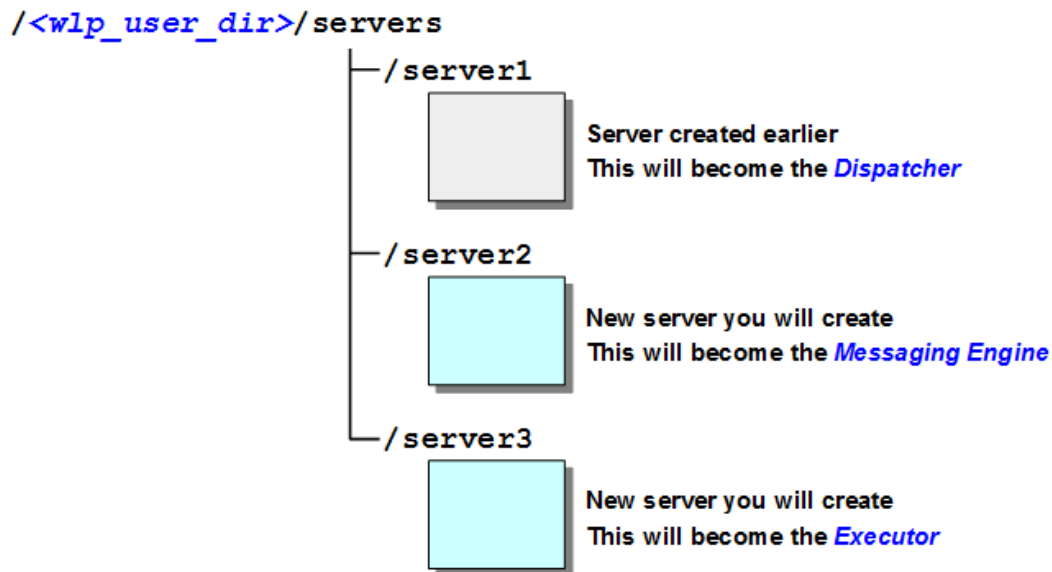 /<wlp_user_dir>/servers
/server1
Server created earlier
This will become the Dispatcher
/server2
New server you will create
This will become the Messaging Engine
/server3
New server you will create
This will become the Executor